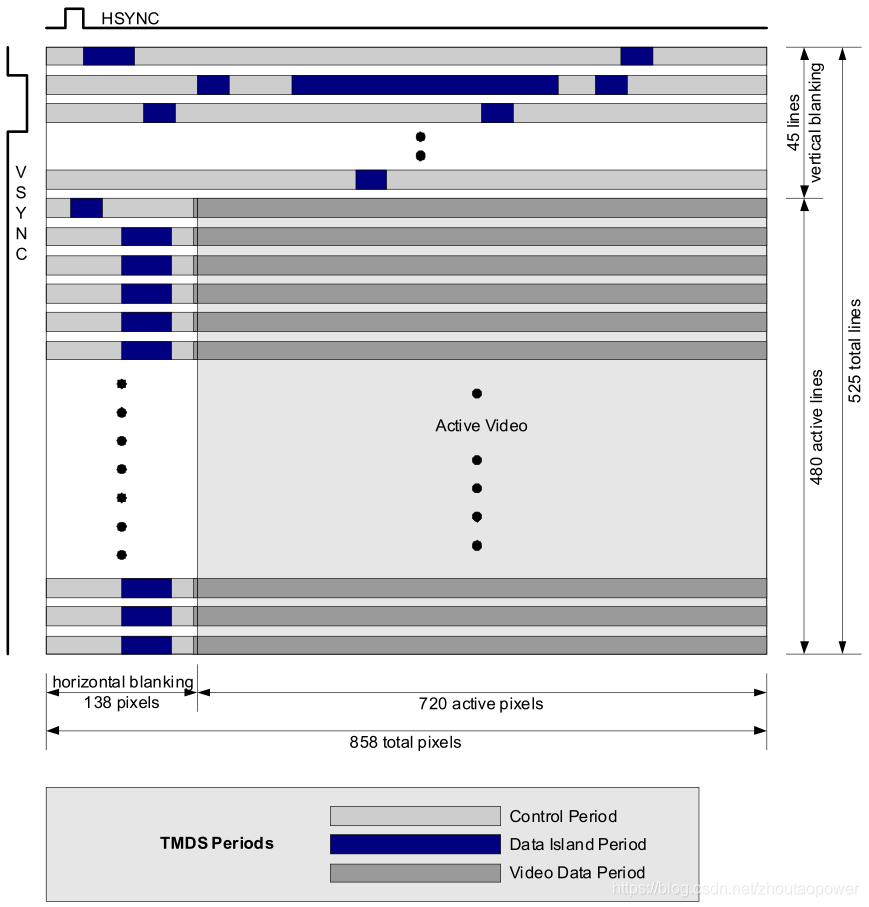 HSYNC
V
S
Y
N
C
45 lines
vertical blanking
480 active lines
525 total lines
Active Video
horizontal blanking
138 pixels
720 active pixels
858 total pixels
TMDS Periods
Control Period
Data Island Period
Video Data Period
https://blog.csdn.net/zhoutaopower